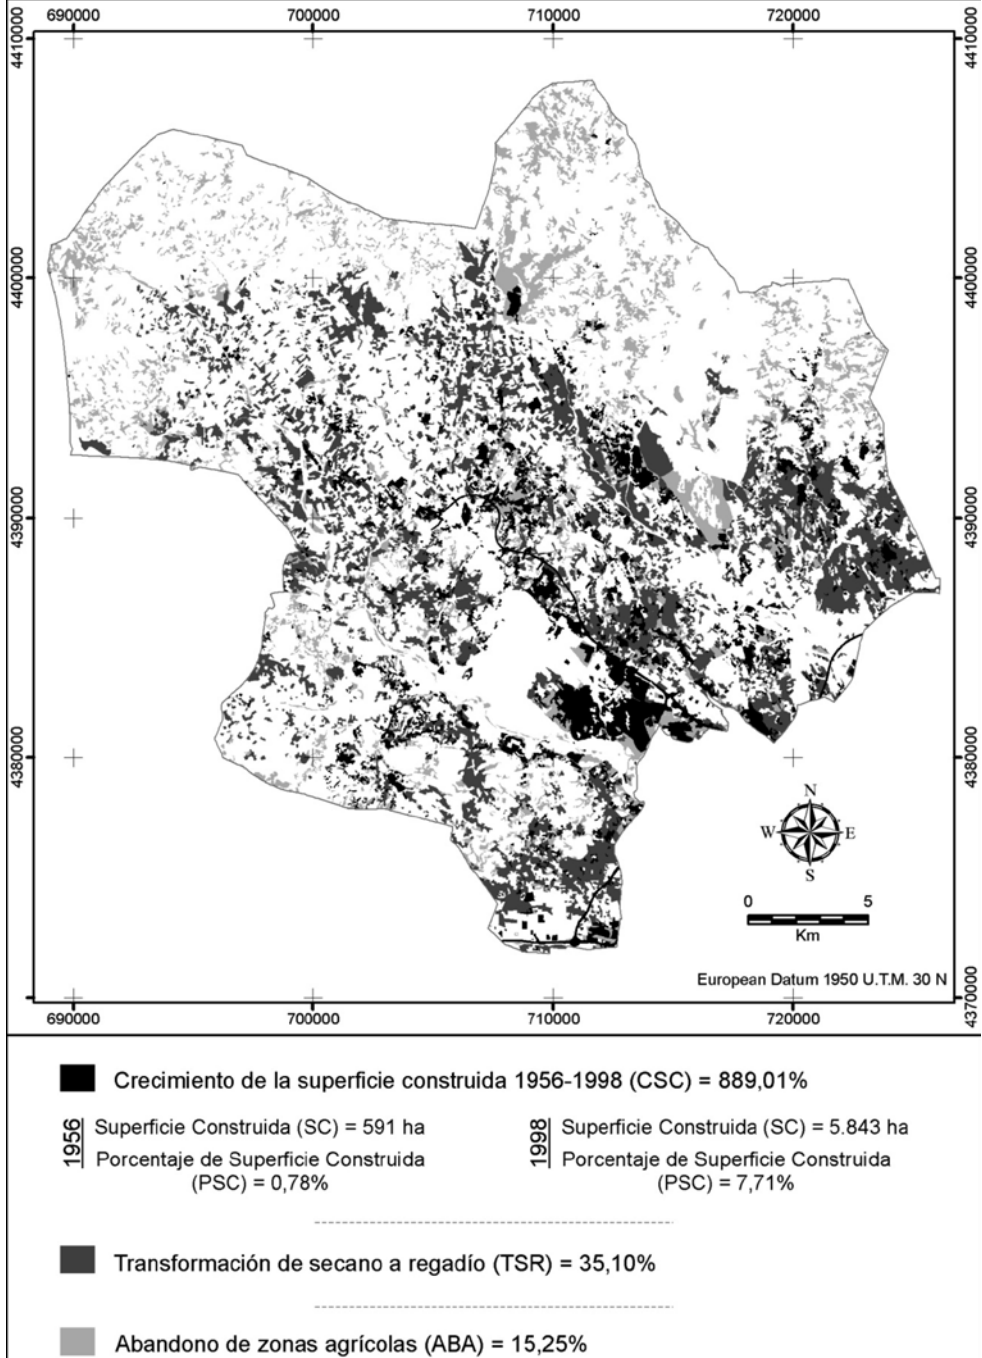 690000 700000 710000 720000
4410000 4410000
4400000 4400000
4390000 4390000
4380000 4380000
N
W E
S
0 5
Km
European Datum 1950 U.T.M. 30 N
4370000
690000 700000 710000 720000
Crecimiento de la superficie construida 1956-1998 (CSC) = 889,01%
1956
Superficie Construida (SC) = 591 ha
Porcentaje de Superficie Construida
(PSC) = 0,78%
1998
Superficie Construida (SC) = 5.843 ha
Porcentaje de Superficie Construida
(PSC) = 7,71%
Transformación de secano a regadío (TSR) = 35,10%
Abandono de zonas agrícolas (ABA) = 15,25%